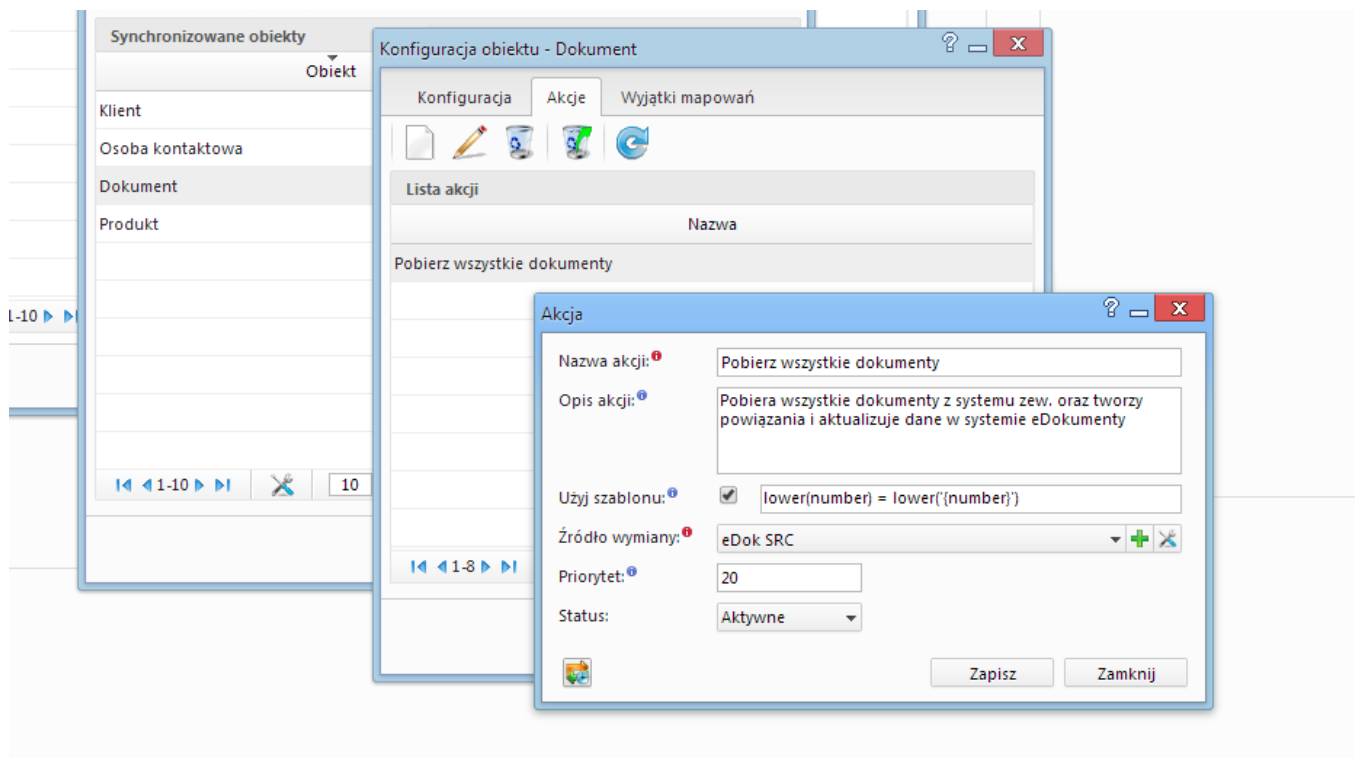 Synchronizowane obiekty
Obiekt
Klient
Osoba kontaktowa
Dokument
Produkt
1-10
1-10
10
Konfiguracja obiektu - Dokument
Konfiguracja
Akcje
Wyjątki mapowań
Lista akcji
Nazwa
Pobierz wszystkie dokumenty
1-8
Akcja
Nazwa akcji:
Pobierz wszystkie dokumenty
Opis akcji:
Pobiera wszystkie dokumenty z systemu zew. oraz tworzy
powiązania i aktualizuje dane w systemie eDokumenty
Użyj szablonu:
lower(number) = lower('{number}')
Źródło wymiany:
eDok SRC
Priorytet:
20
Status:
Aktywne
Zapisz
Zamknij